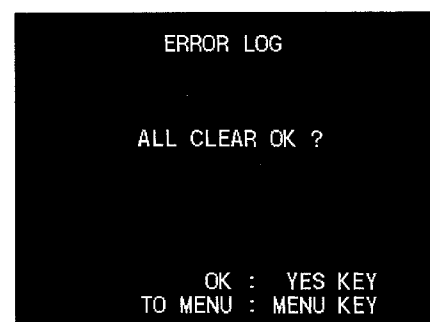 ERROR LOG
ALL CLEAR OK ?
OK : YES KEY
TO MENU : MENU KEY